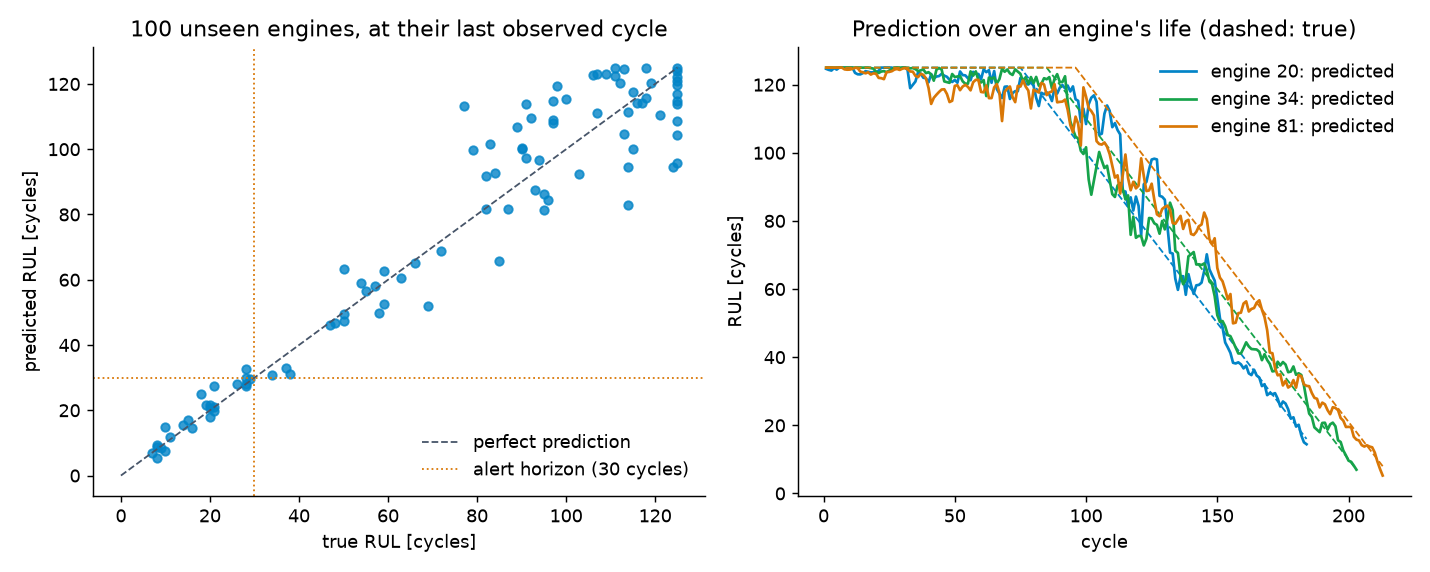 100 unseen engines, at their last observed cycle
predicted RUL [cycles]
120
100
80
60
40
20
0
perfect prediction
alert horizon (30 cycles)
0 20 40 60 80 100 120
true RUL [cycles]
Prediction over an engine's life (dashed: true)
RUL [cycles]
120
100
80
60
40
20
0
engine 20: predicted
engine 34: predicted
engine 81: predicted
0 50 100 150 200
cycle